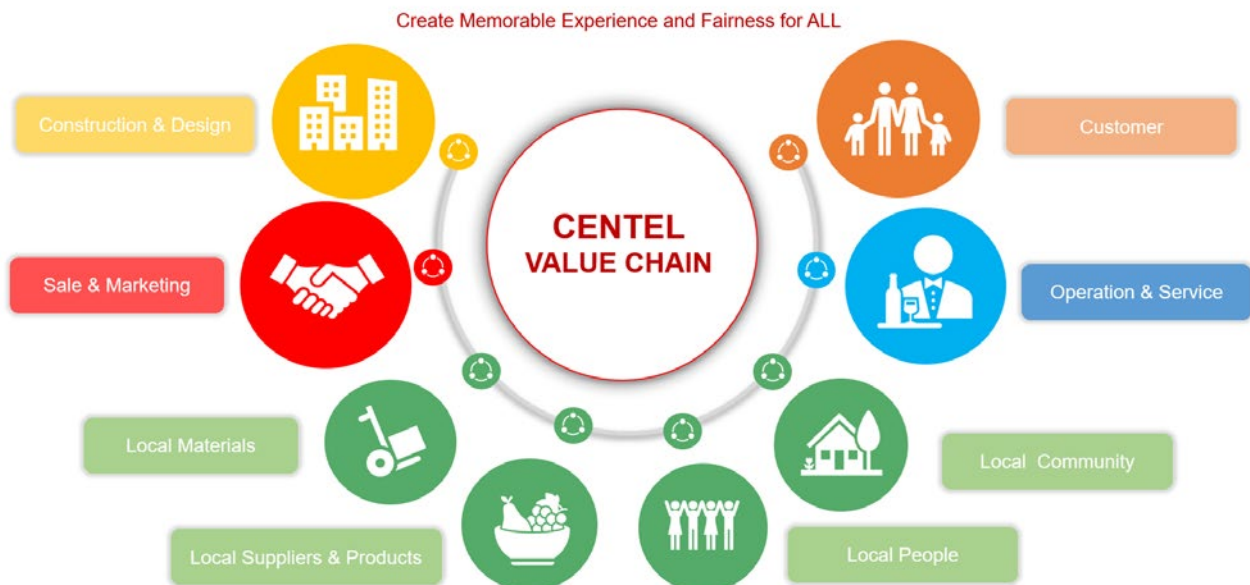 Create Memorable Experience and Fairness for ALL
Construction & Design
Customer
CENTEL
VALUE CHAIN
Sale & Marketing
Operation & Service
Local Materials
Local Community
Local Suppliers & Products
Local People